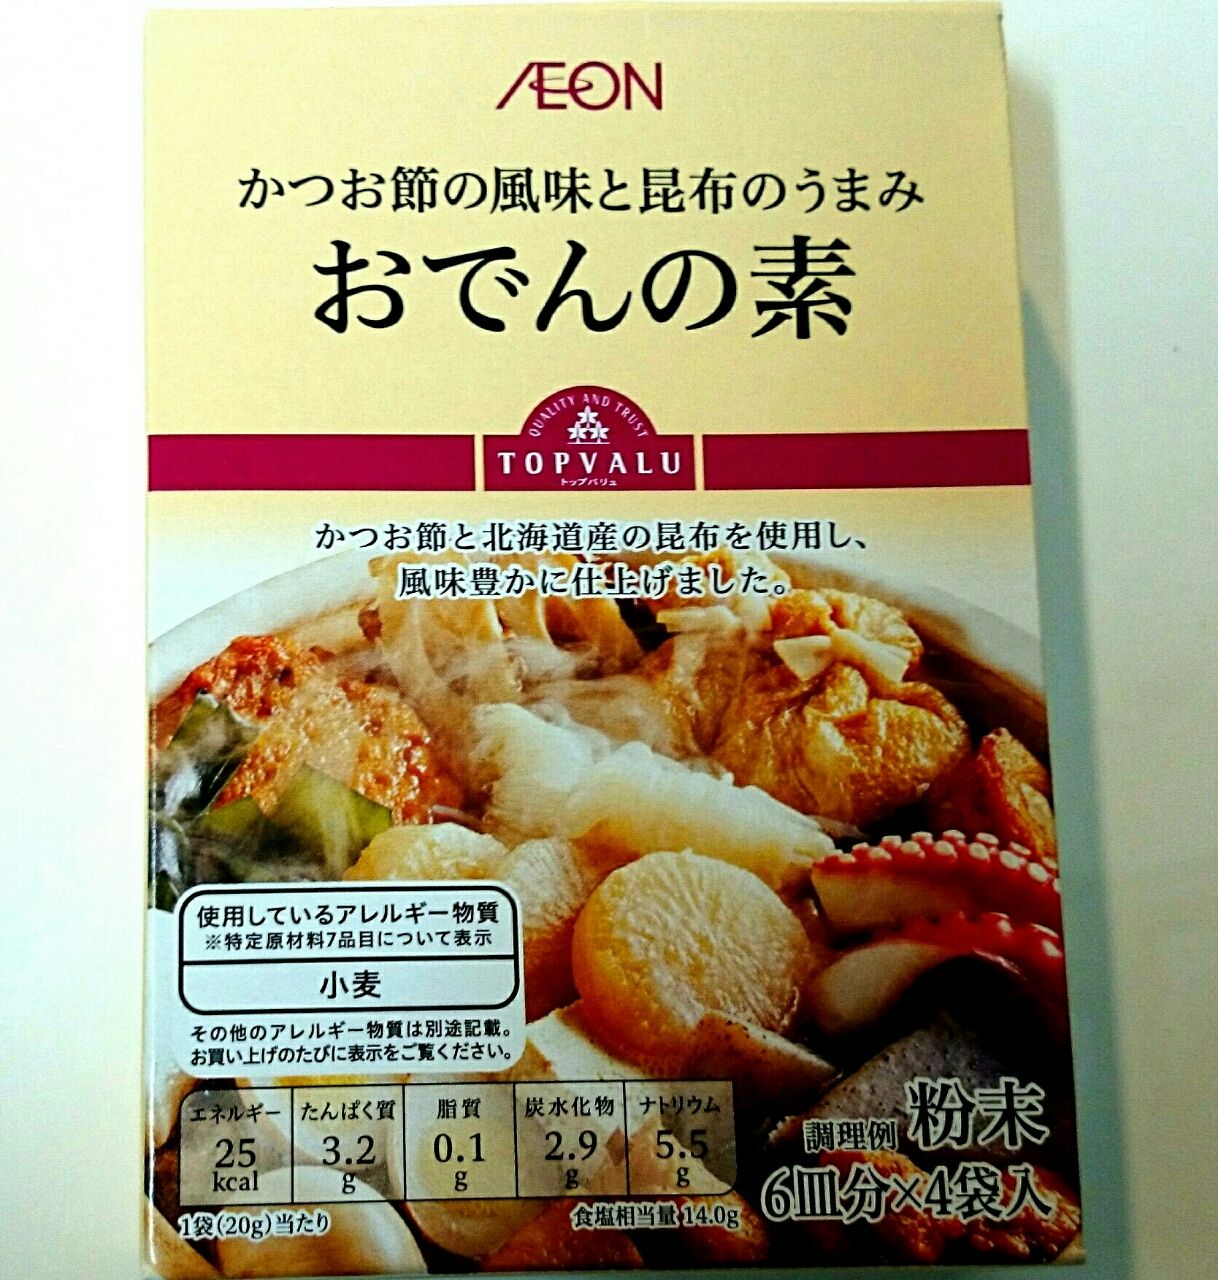 ÆON
かつお節の風味と昆布のうまみ
おでんの素
QUALITY AND TRUST
TOPVALU
トップバリュ
かつお節と北海道産の昆布を使用し、
風味豊かに仕上げました。
使用しているアレルギー物質
※特定原材料7品目について表示
小麦
その他のアレルギー物質は別途記載。
お買い上げのたびに表示をご覧ください。
エネルギー たんぱく質 脂質 炭水化物 ナトリウム
25 3.2 0.1 2.9 5.5
kcal g g g g
1袋(20g)当たり 食塩相当量 14.0g
調理例 粉末
6皿分×4袋入